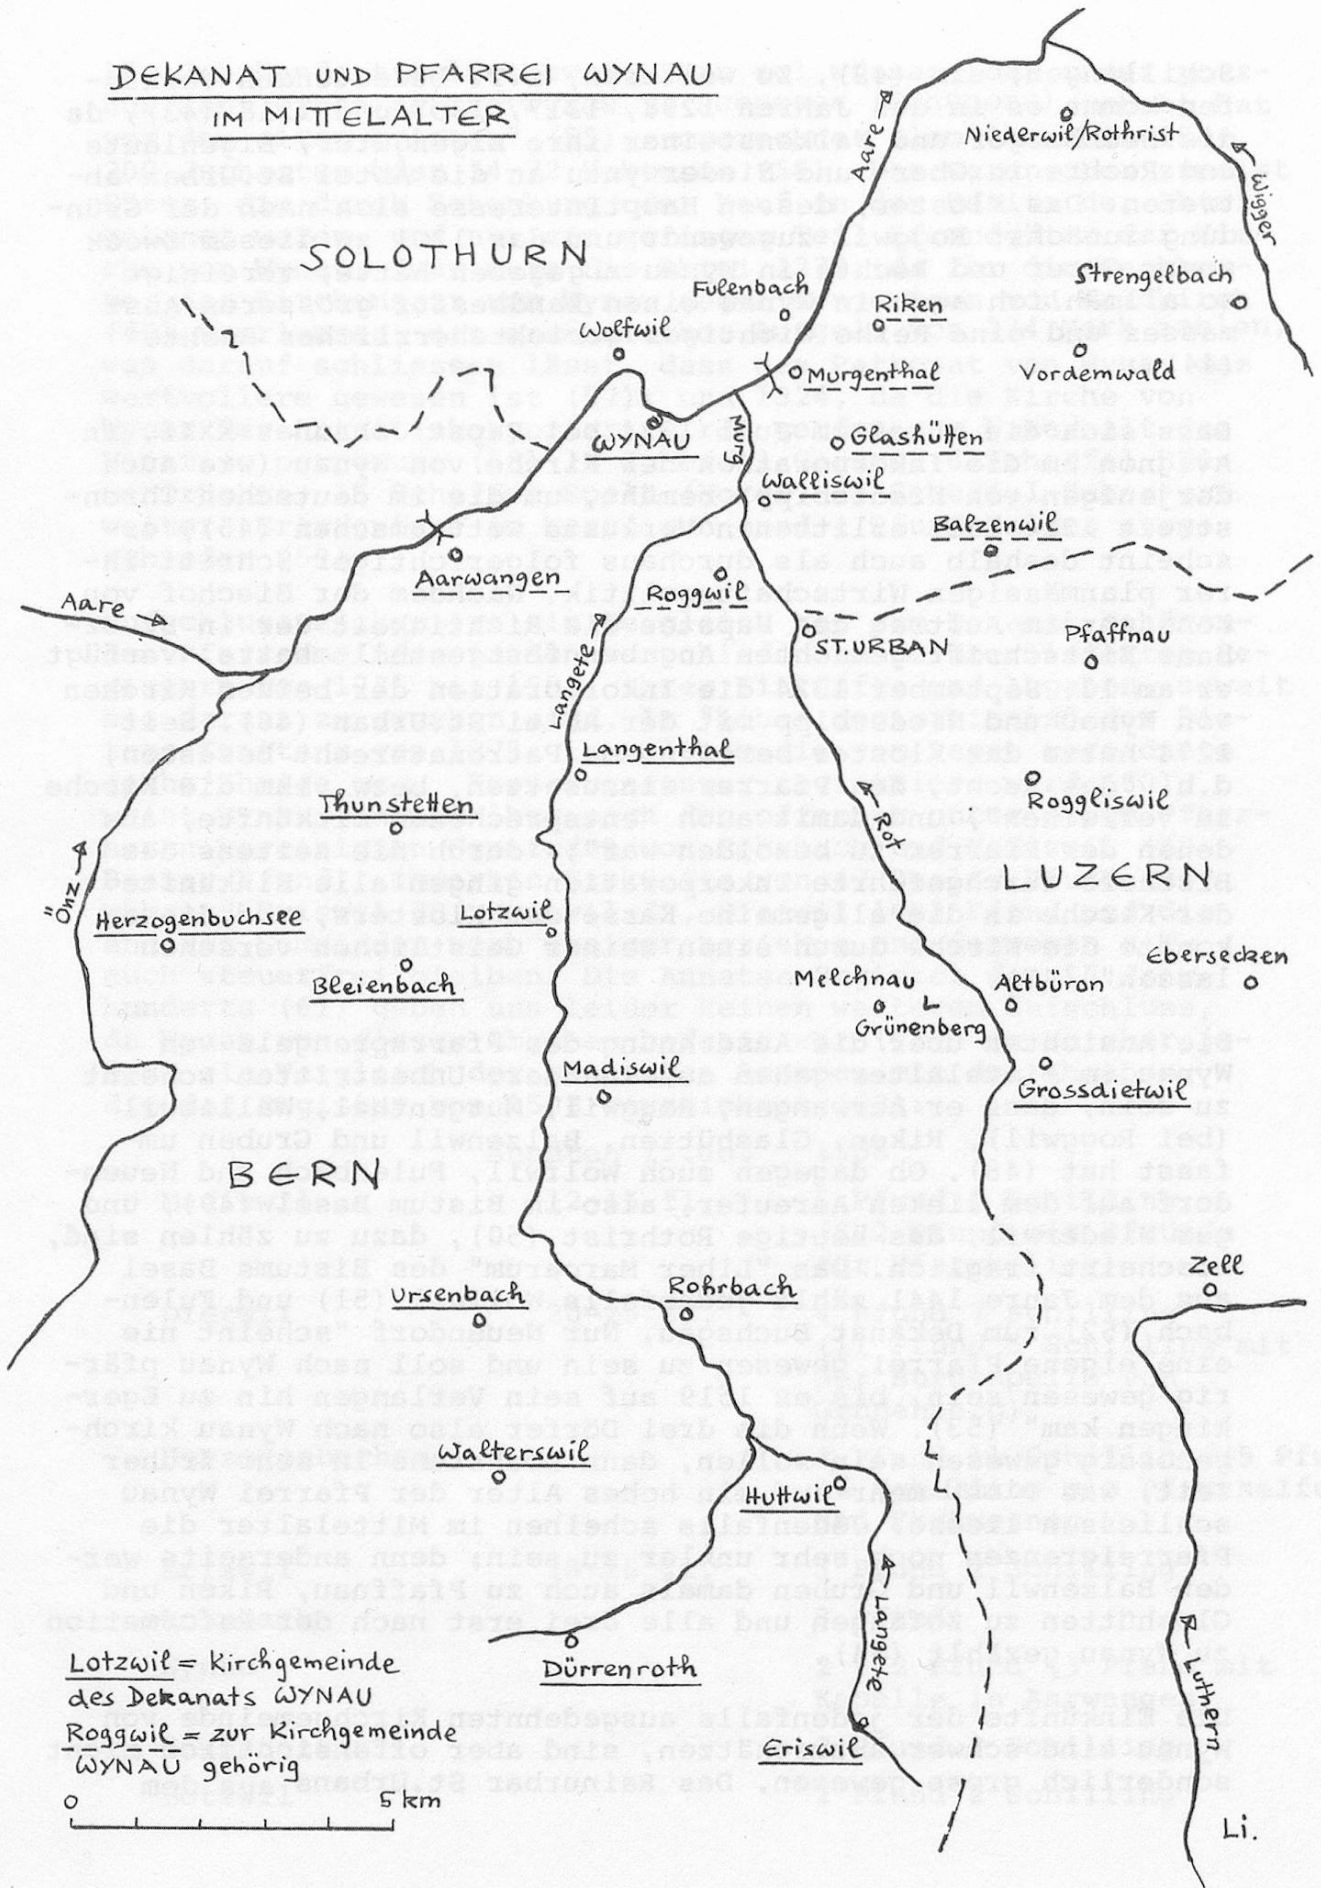 DEKANAT UND PFARREI WYNAU
IM MITTELALTER
Aare
Niederwil/Rothrist
Wigger
SOLOTHURN
Fulenbach
Riken
Strengelbach
Wolfwil
Murgenthal
Vordemwald
WYNAU
Murg
Glashütten
Walliswil
Balzenwil
Aarwangen
Roggwil
Aare
ST. URBAN
Pfaffnau
Langete
Langenthal
Thunstetten
Roggliswil
Rot
LUZERN
Önz
Herzogenbuchsee
Lotzwil
Bleienbach
Melchnau
Altbüron
Ebersecken
Grünenberg
Madiswil
Grossdietwil
BERN
Zell
Ursenbach
Rohrbach
Walterswil
Huttwil
Langete
Dürrenroth
Eriswil
Luthern
Lotzwil = Kirchgemeinde
des Dekanats WYNAU
Roggwil = zur Kirchgemeinde
WYNAU gehörig
0 5 km
Li.